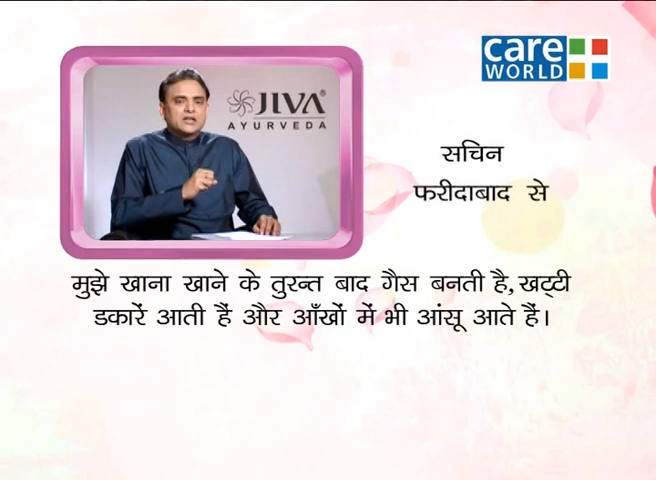 care
WORLD
JIVA®
AYURVEDA
सचिन
फरीदाबाद से
मुझे खाना खाने के तुरन्त बाद गैस बनती है, खट्टी
डकारें आती हैं और आँखों में भी आंसू आते हैं।